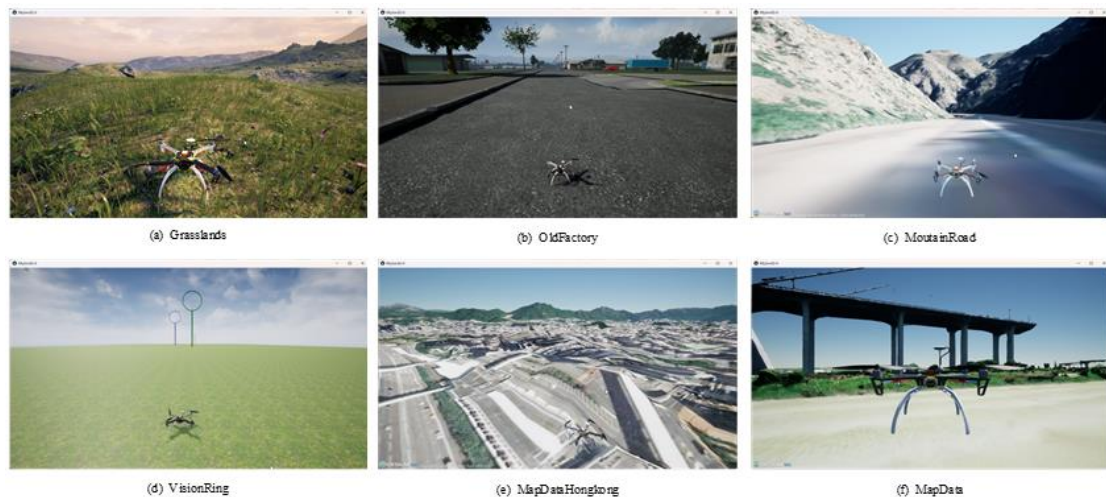 (a) Grasslands
(b) OldFactory
(c) MoutainRoad
(d) VisionRing
(e) MapDataHongkong
(f) MapData